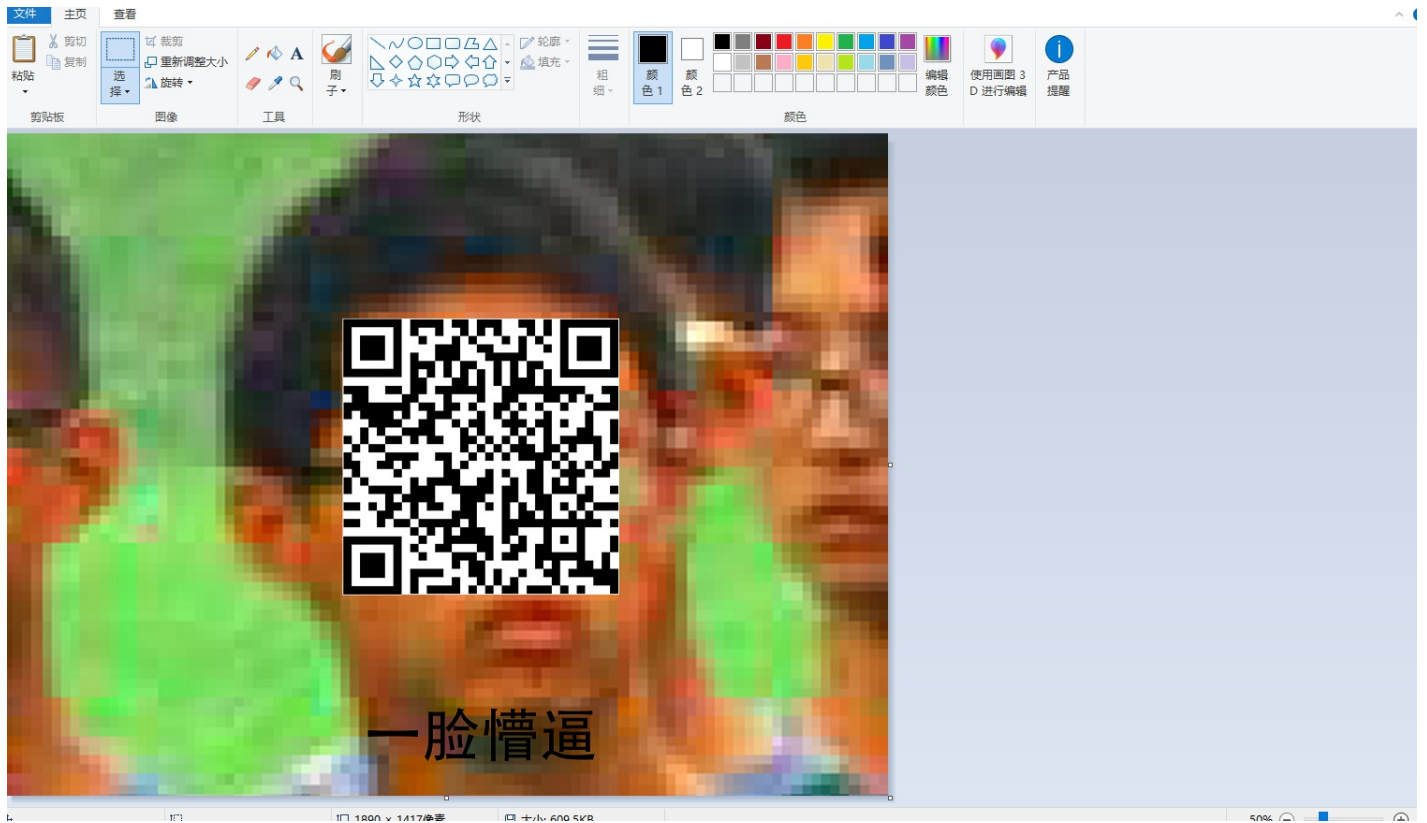 文件 主页 查看
剪切 裁剪 轮廓
复制 重新调整大小 填充
粘贴 选择 旋转 刷子 粗细 颜色 1 颜色 2 编辑颜色 使用画图 3D 进行编辑 产品提醒
剪贴板 图像 工具 形状 颜色
一脸懵逼
1890 × 1417像素 大小: 609.5KB 50%